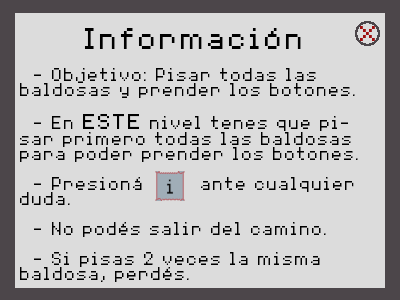 Información
- Objetivo: Pisar todas las
baldosas y prender los botones.
- En ESTE nivel tenes que pi-
sar primero todas las baldosas
para poder prender los botones.
- Presioná i ante cualquier
duda.
- No podés salir del camino.
- Si pisas 2 veces la misma
baldosa, perdés.